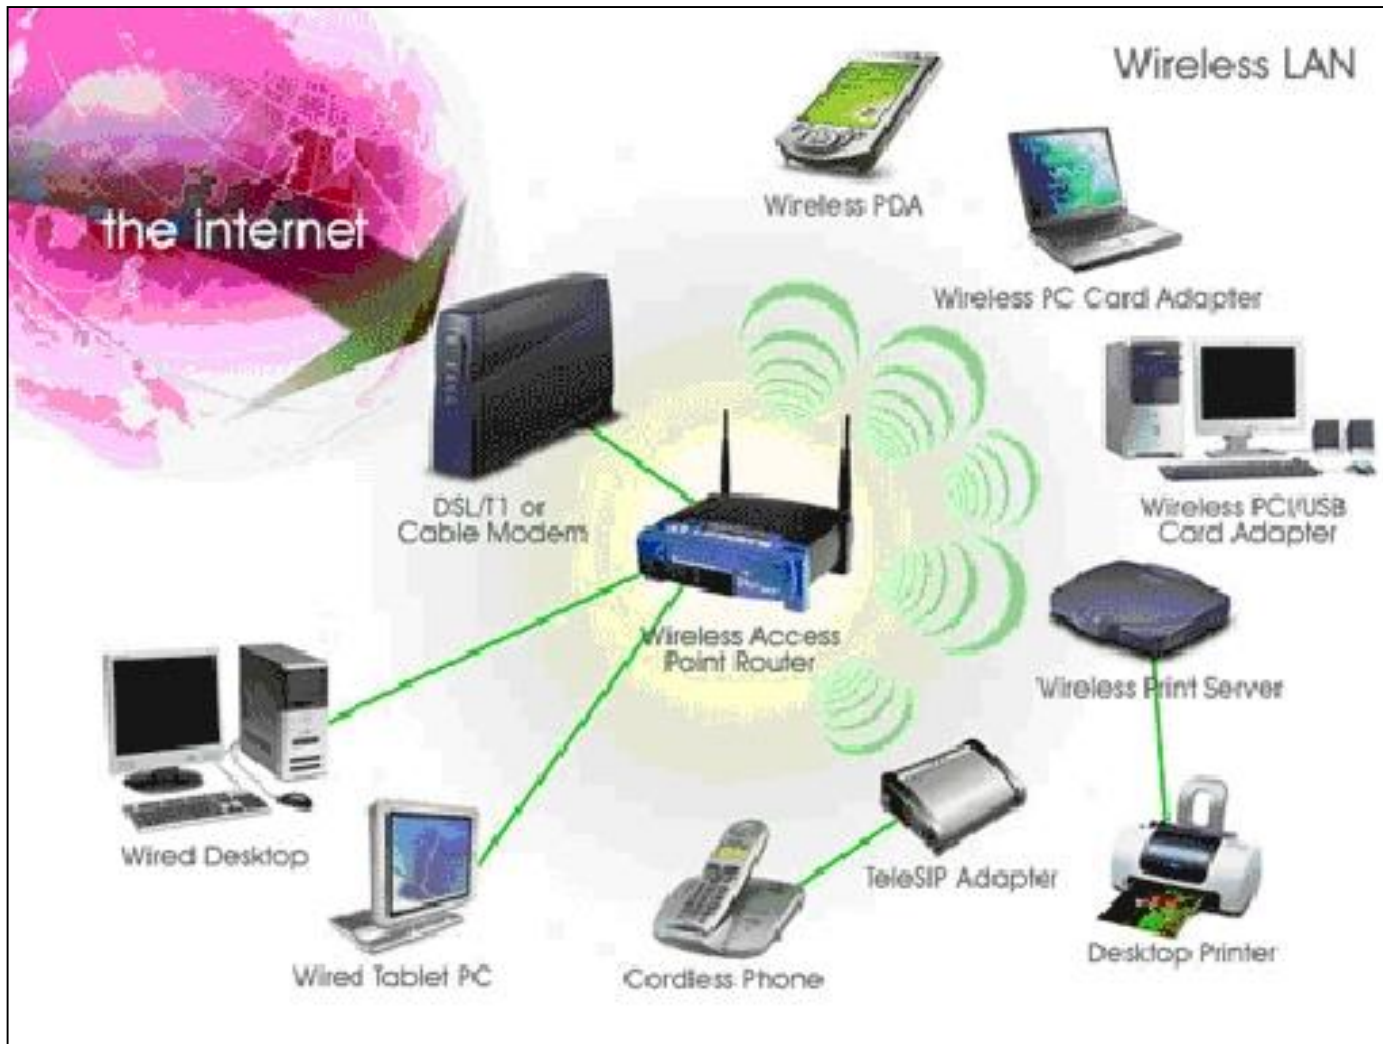 Wireless LAN
the internet
Wireless PDA
Wireless PC Card Adapter
DSL/T1 or
Cable Modem
Wireless PCI/USB
Card Adapter
Wireless Access
Point Router
Wireless Print Server
Wired Desktop
TeleSIP Adapter
Desktop Printer
Wired Tablet PC
Cordless Phone